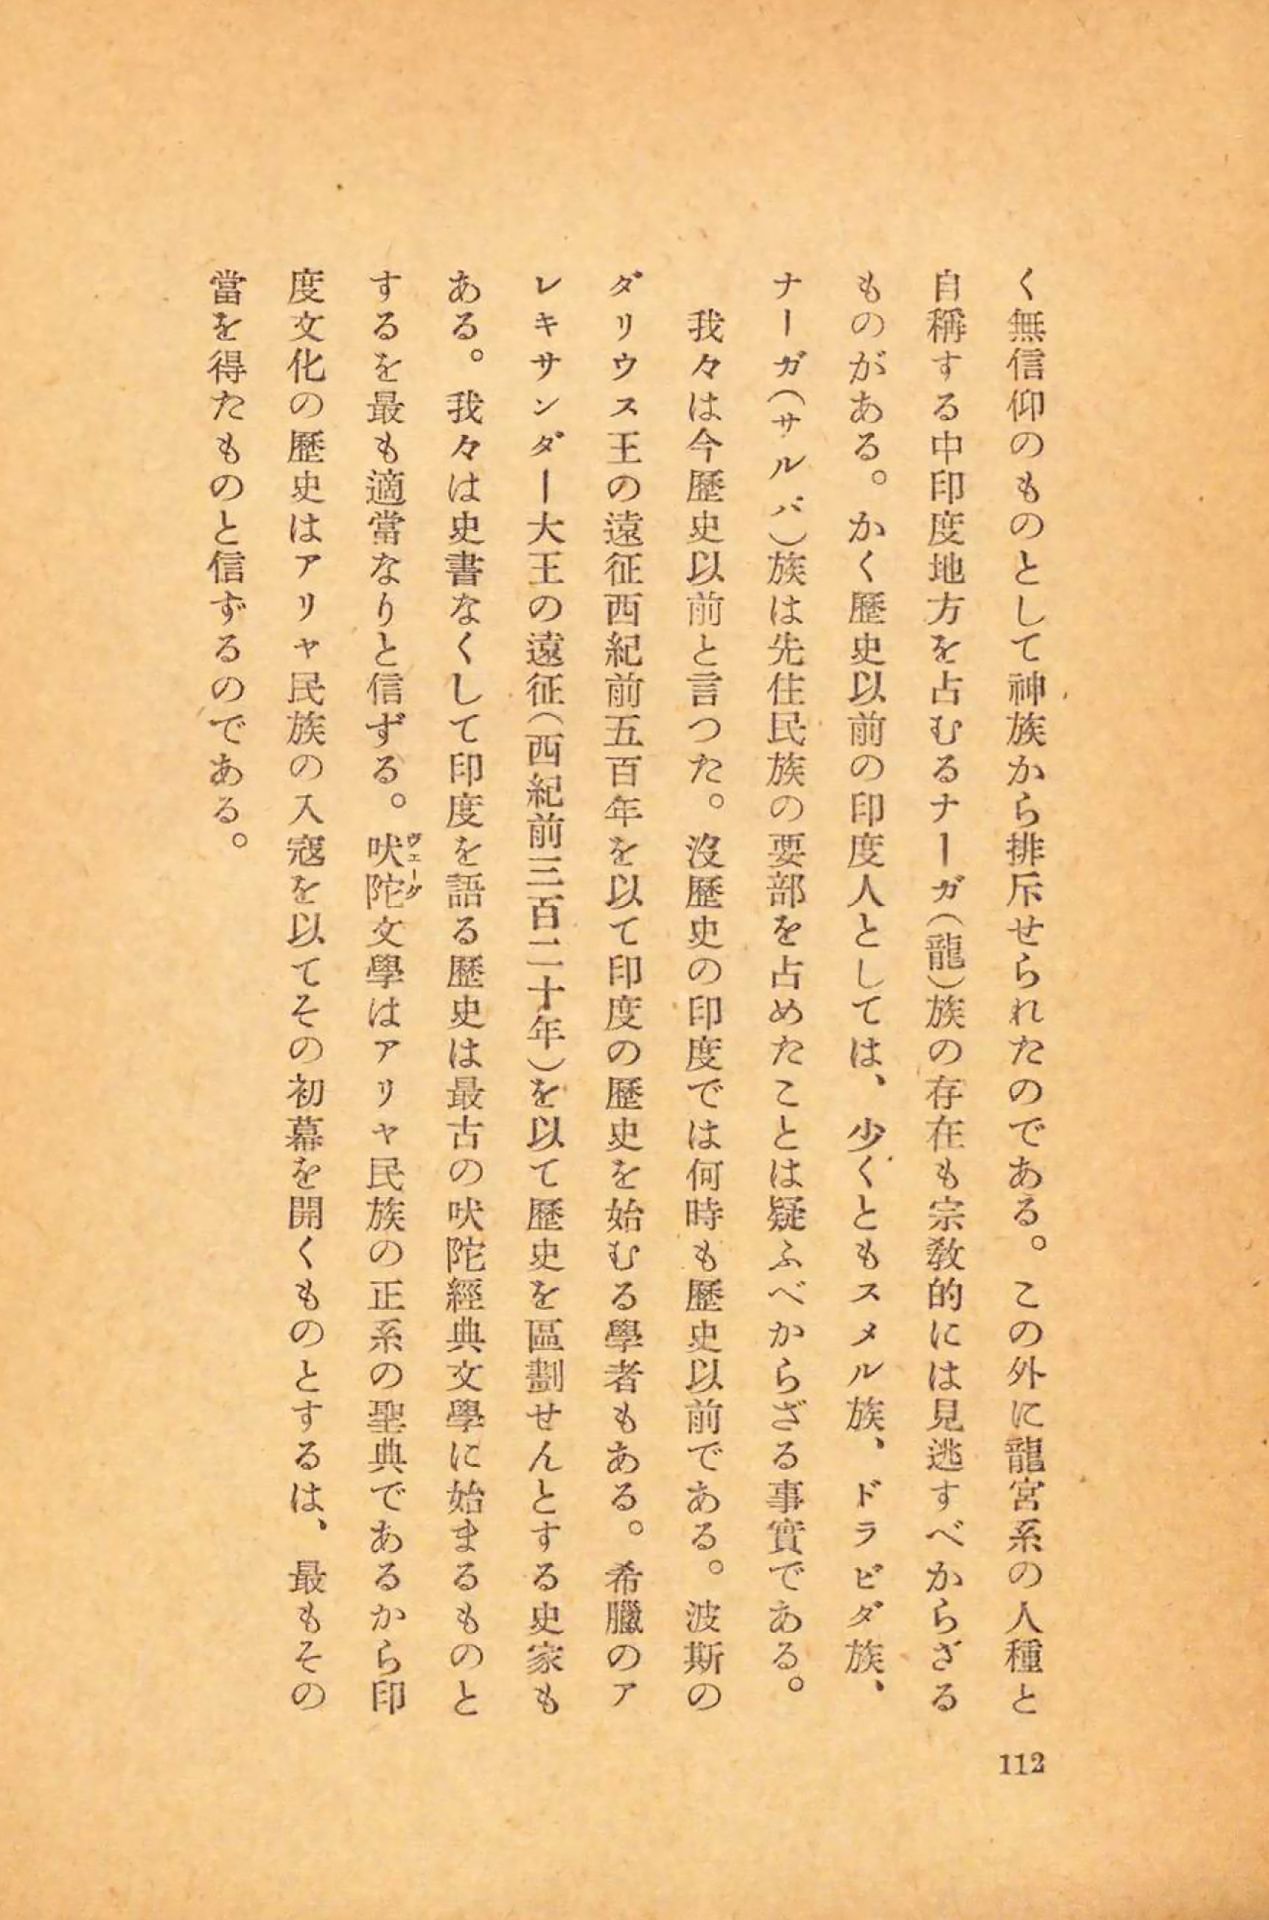 く無信仰のものとして神族から排斥せられたのである。この外に龍宮系の人種と
自稱する中印度地方を占むるナーガ（龍）族の存在も宗教的には見逃すべからざる
ものがある。かく歷史以前の印度人としては、少くともスメル族、ドラビダ族、
ナーガ（サルパ）族は先住民族の要部を占めたことは疑ふべからざる事實である。
我々は今歷史以前と言つた。沒歷史の印度では何時も歷史以前である。波斯の
ダリウス王の遠征西紀前五百年を以て印度の歷史を始むる學者もある。希臘のア
レキサンダー大王の遠征（西紀前三百二十年）を以て歷史を區劃せんとする史家も
ある。我々は史書なくして印度を語る歷史は最古の吠陀經典文學に始まるものと
するを最も適當なりと信ずる。吠陀文學はアリヤ民族の正系の聖典であるから印
ヴェーダ
度文化の歷史はアリヤ民族の入寇を以てその初幕を開くものとするは、最もその
當を得たものと信ずるのである。
112